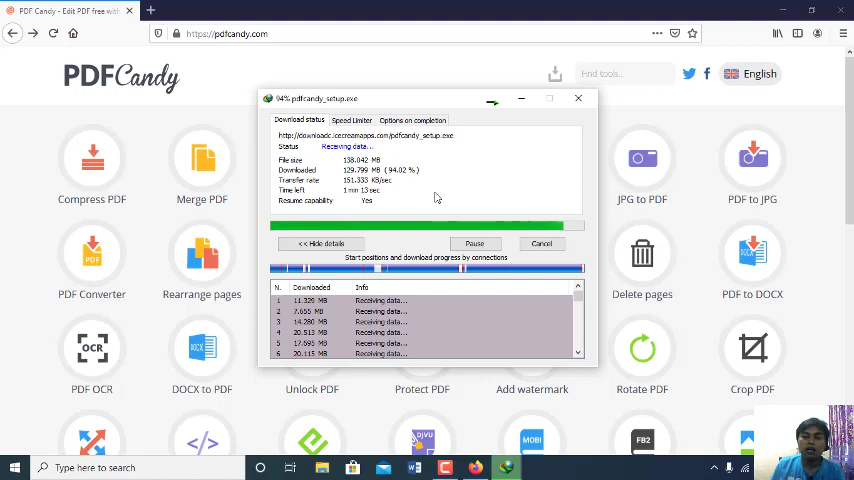 PDF Candy - Edit PDF free with
https://pdfcandy.com
PDF Candy
Find tools...
English
94% pdfcandy_setup.exe
Download status
Speed Limiter
Options on completion
http://downloadc.icecreamapps.com/pdfcandy_setup.exe
Status Receiving data...
File size 138.042 MB
Downloaded 129.799 MB ( 94.02 % )
Transfer rate 151.333 KB/sec
Time left 1 min 13 sec
Resume capability Yes
<< Hide details
Pause
Cancel
Start positions and download progress by connections
N. Downloaded Info
1 11.329 MB Receiving data...
2 7.655 MB Receiving data...
3 14.280 MB Receiving data...
4 20.513 MB Receiving data...
5 17.695 MB Receiving data...
6 20.115 MB Receiving data...
Compress PDF
Merge PDF
JPG to PDF
PDF to JPG
PDF Converter
Rearrange pages
Delete pages
PDF to DOCX
OCR
DJVU
MOBI
FB2
PDF
W
PDF OCR
DOCX to PDF
Unlock PDF
Protect PDF
Add watermark
Rotate PDF
Crop PDF
Type here to search